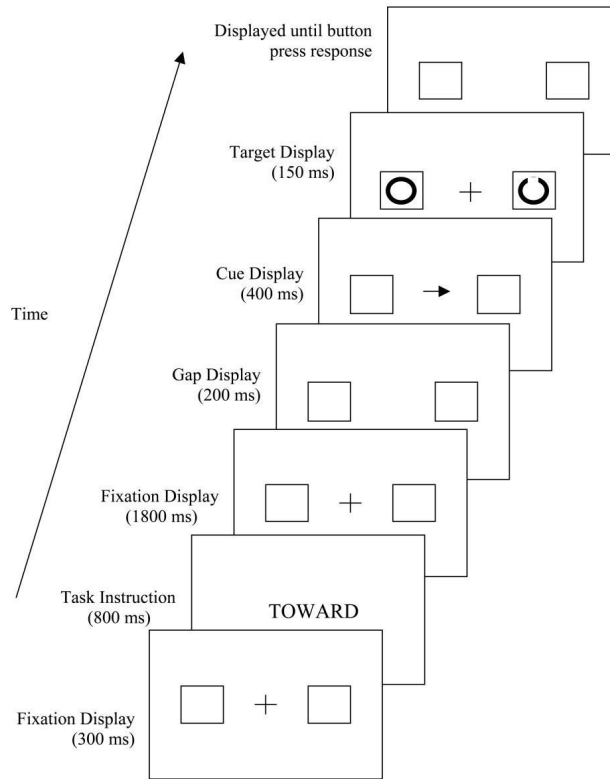 Displayed until button
press response
Target Display
(150 ms)
Cue Display
(400 ms)
Time
Gap Display
(200 ms)
Fixation Display
(1800 ms)
Task Instruction
(800 ms)
TOWARD
Fixation Display
(300 ms)